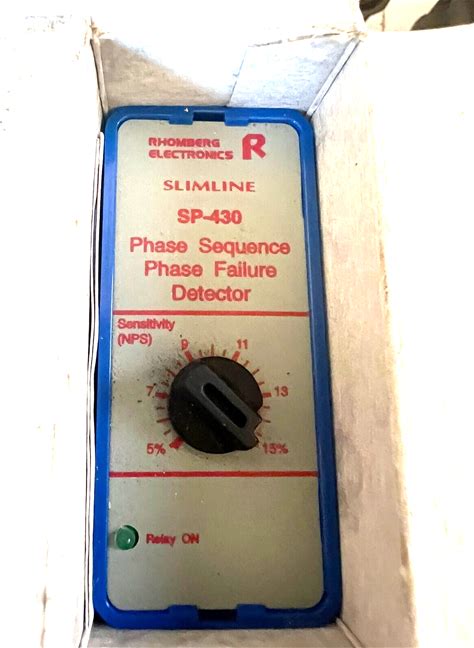 RHOMBERG
ELECTRONICS R
SLIMLINE
SP-430
Phase Sequence
Phase Failure
Detector
Sensitivity
(NPS)
9 11
7 13
5% 15%
Relay ON